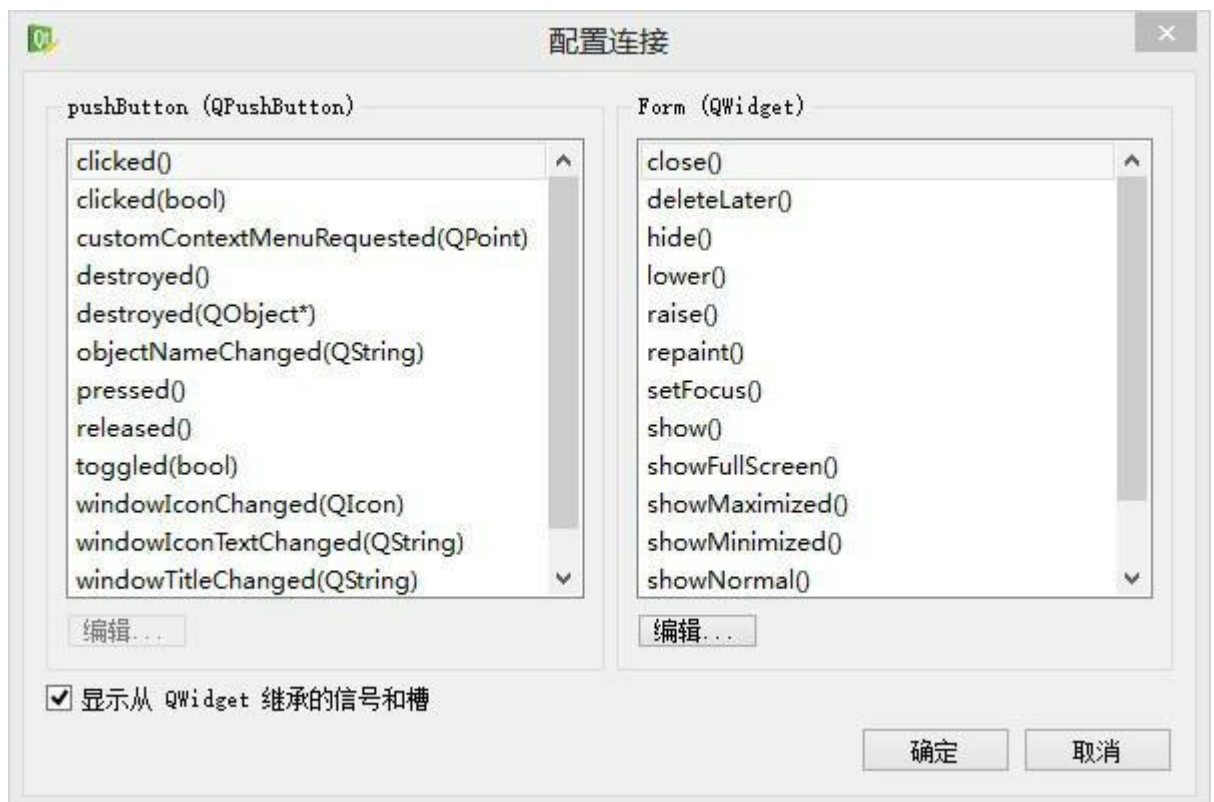 配置连接
pushButton (QPushButton)
clicked()
clicked(bool)
customContextMenuRequested(QPoint)
destroyed()
destroyed(QObject*)
objectNameChanged(QString)
pressed()
released()
toggled(bool)
windowIconChanged(QIcon)
windowIconTextChanged(QString)
windowTitleChanged(QString)
编辑...
Form (QWidget)
close()
deleteLater()
hide()
lower()
raise()
repaint()
setFocus()
show()
showFullScreen()
showMaximized()
showMinimized()
showNormal()
编辑...
显示从 QWidget 继承的信号和槽
确定
取消